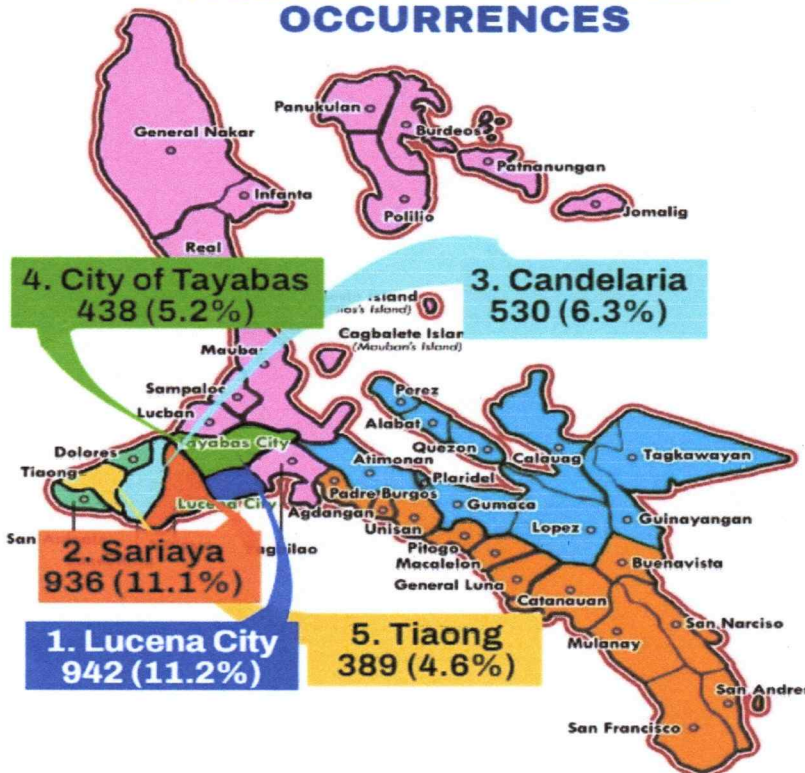 OCCURRENCES
Panukulan
General Nakar
Burdeos
Patnanungan
Infanta
Polilio
Jomalig
Real
4. City of Tayabas
438 (5.2%)
3. Candelaria
530 (6.3%)
Island
Cagbalete Islan
(Mauban's Island)
Mauban
Sampaloc
Perez
Lucban
Alabat
Dolores
Tayabas City
Quezon
Calauag
Tagkawayan
Tiaong
Atimonan
Plaridel
Lucena City
Padre Burgos
Agdangan
Gumaca
Unisan
Lopez
Guinayangan
San
2. Sariaya
936 (11.1%)
Pitogo
Macalelon
Buenavista
General Luna
Catanauan
1. Lucena City
942 (11.2%)
5. Tiaong
389 (4.6%)
San Narciso
Mulanay
San Andres
San Francisco